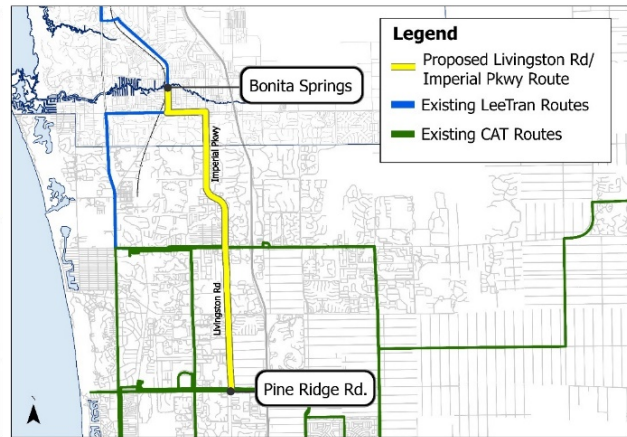 Legend
Proposed Livingston Rd/
Imperial Pkwy Route
Existing LeeTran Routes
Existing CAT Routes
Bonita Springs
Imperial Pkwy
Livingston Rd
Pine Ridge Rd.